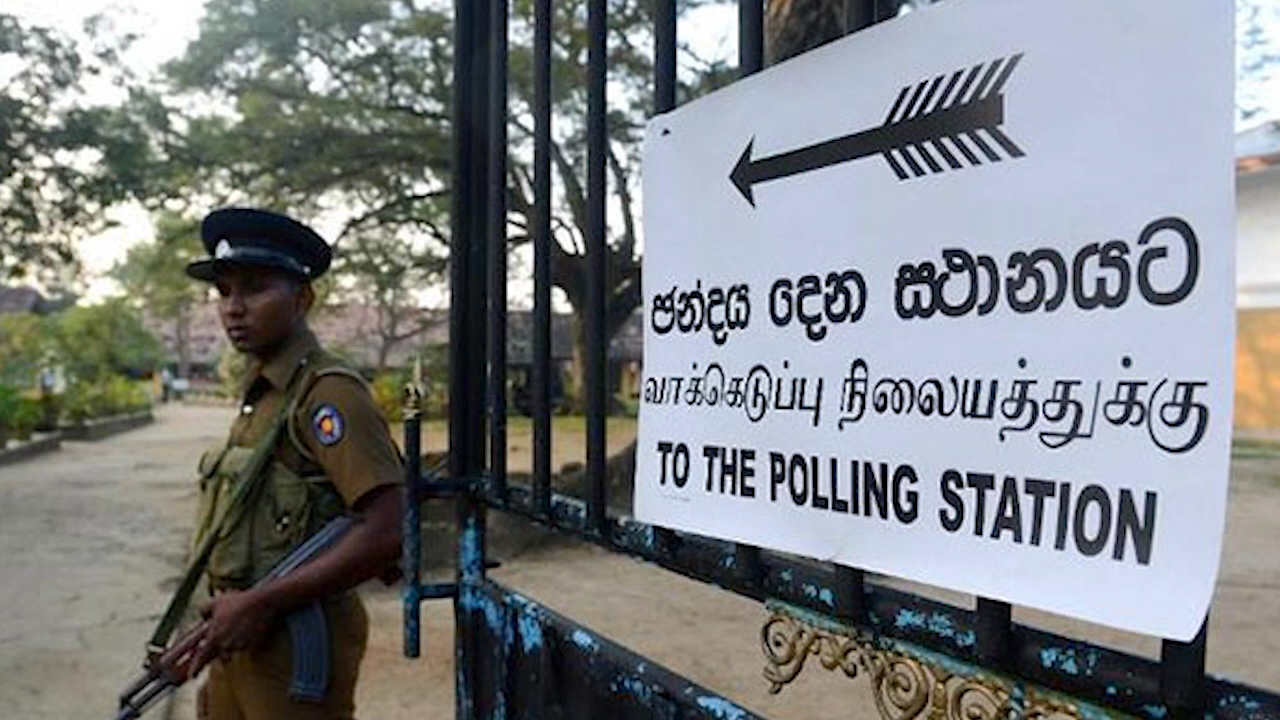 ඡන්දය දෙන ස්ථානයට
வாக்கெடுப்பு நிலையத்துக்கு
TO THE POLLING STATION